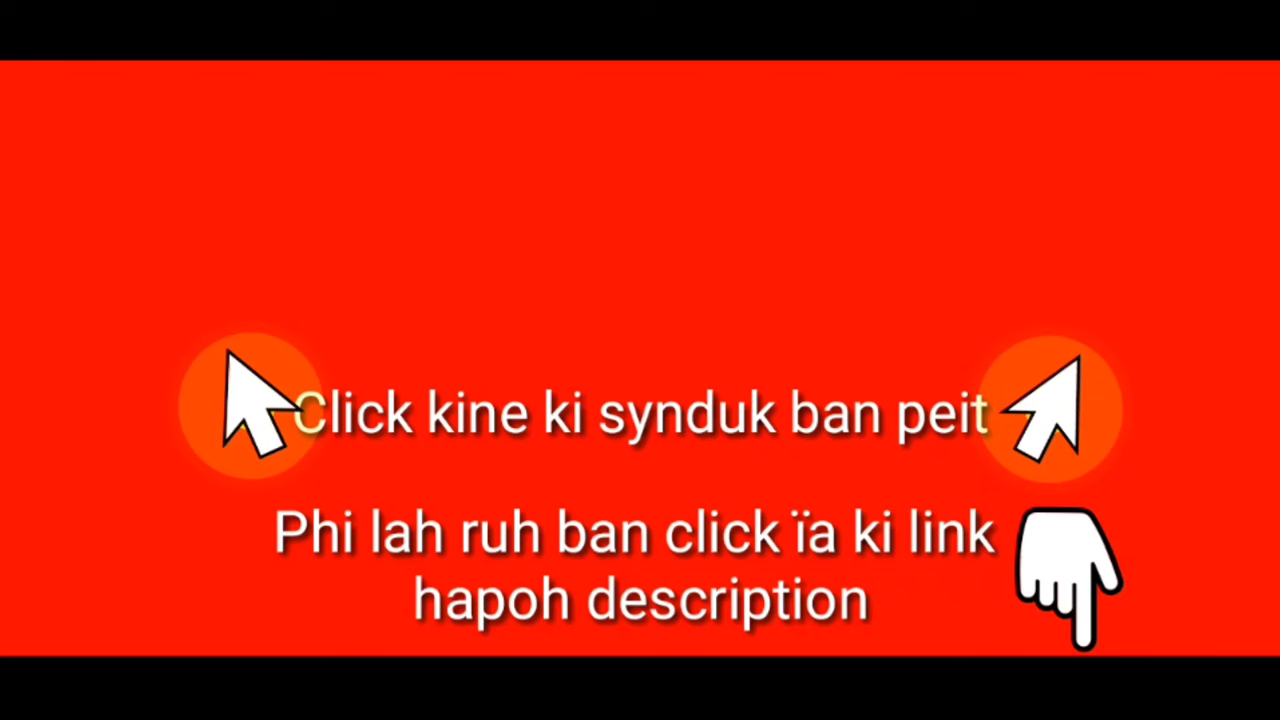 Click kine ki synduk ban peit
Phi lah ruh ban click ïa ki link
hapoh description